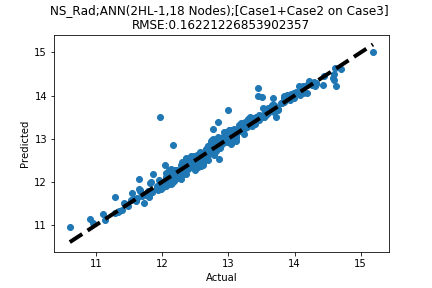 NS_Rad;ANN(2HL-1,18 Nodes);[Case1+Case2 on Case3]
RMSE:0.16221226853902357
15
14
13
12
11
Predicted
11
12
13
14
15
Actual